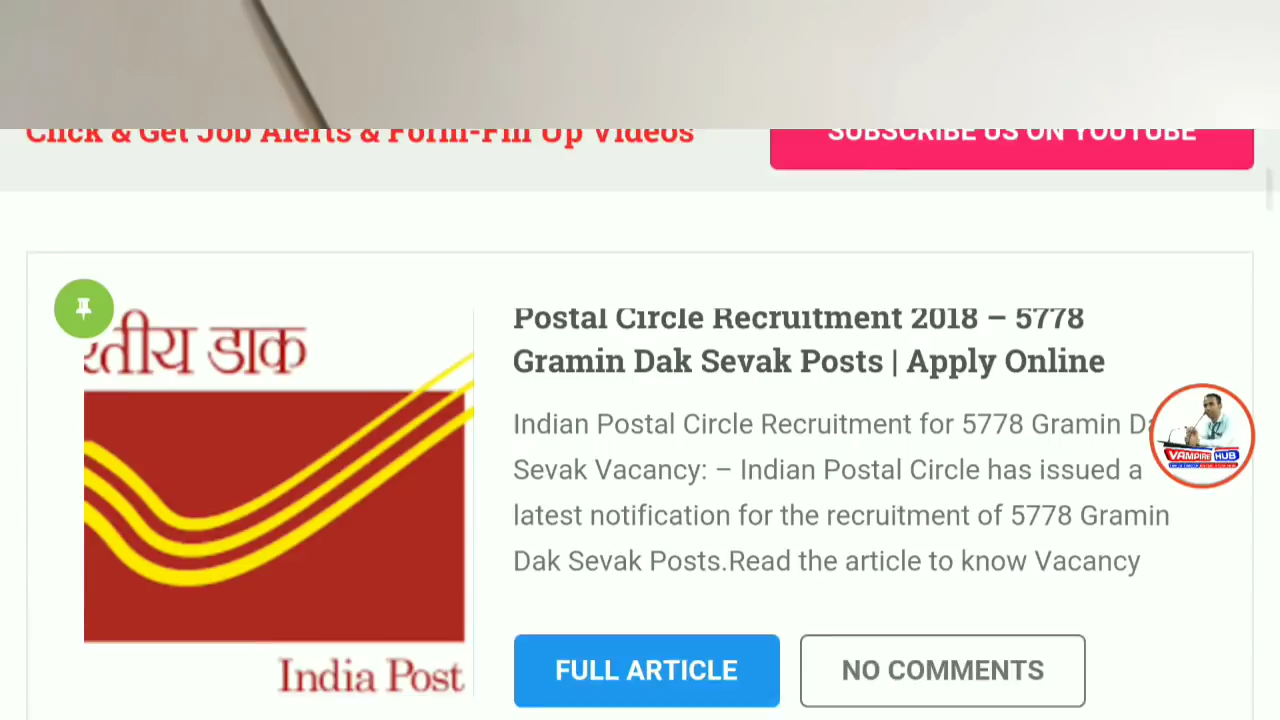 Click & Get Job Alerts & Form-Fill Up Videos
SUBSCRIBE US ON YOUTUBE
डाक
India Post
Postal Circle Recruitment 2018 – 5778
Gramin Dak Sevak Posts | Apply Online
Indian Postal Circle Recruitment for 5778 Gramin
Sevak Vacancy: – Indian Postal Circle has issued a
latest notification for the recruitment of 5778 Gramin
Dak Sevak Posts.Read the article to know Vacancy
VAMPIRE HUB
FULL ARTICLE
NO COMMENTS